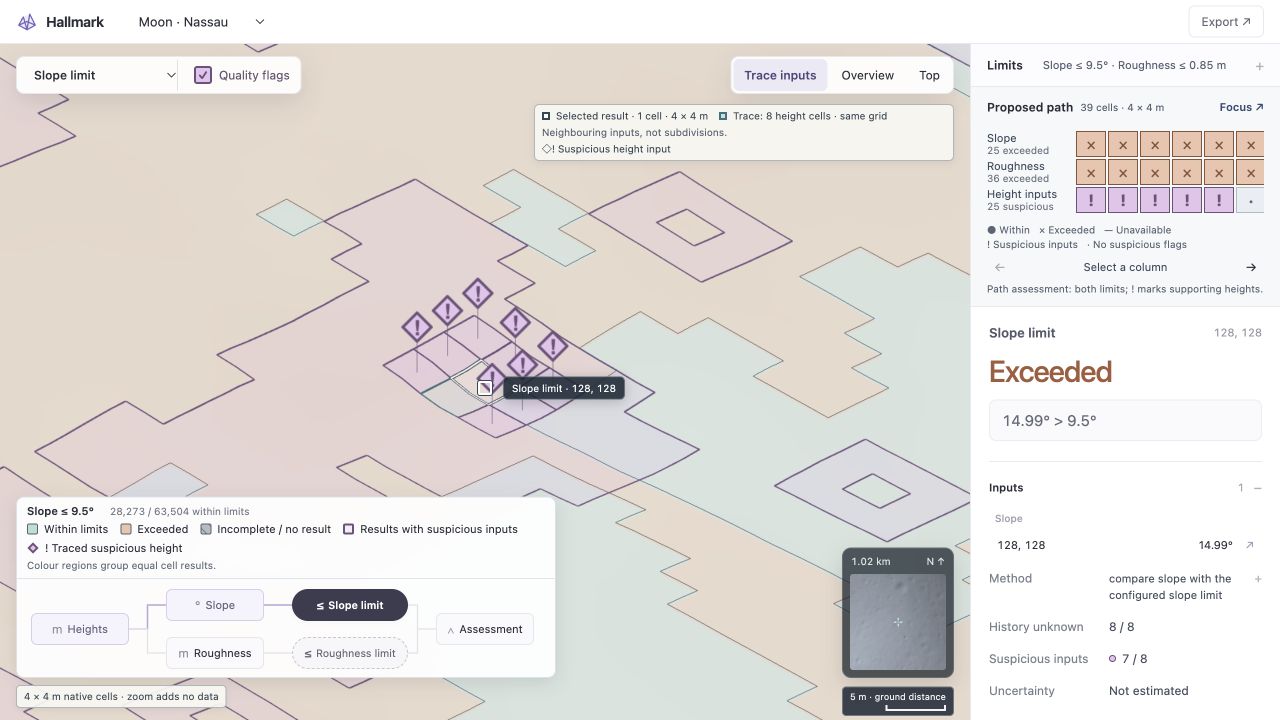 Hallmark
Moon · Nassau
Export ↗
Slope limit
Quality flags
Trace inputs
Overview
Top
Selected result · 1 cell · 4 × 4 m
Trace: 8 height cells · same grid
Neighbouring inputs, not subdivisions.
◇! Suspicious height input
Slope limit · 128, 128
Slope ≤ 9.5°
28,273 / 63,504 within limits
Within limits
Exceeded
Incomplete / no result
Results with suspicious inputs
! Traced suspicious height
Colour regions group equal cell results.
m Heights
° Slope
≤ Slope limit
m Roughness
≤ Roughness limit
∧ Assessment
4 × 4 m native cells · zoom adds no data
1.02 km
N ↑
5 m · ground distance
Limits
Slope ≤ 9.5° · Roughness ≤ 0.85 m
+
Proposed path
39 cells · 4 × 4 m
Focus ↗
Slope
25 exceeded
× × × × × ×
Roughness
36 exceeded
× × × × × ×
Height inputs
25 suspicious
! ! ! ! ! ·
● Within × Exceeded — Unavailable
! Suspicious inputs · No suspicious flags
← Select a column →
Path assessment: both limits; ! marks supporting heights.
Slope limit
128, 128
Exceeded
14.99° > 9.5°
Inputs
1 −
Slope
128, 128
14.99° ↗
Method
compare slope with the
configured slope limit
+
History unknown
8 / 8
Suspicious inputs
7 / 8
Uncertainty
Not estimated